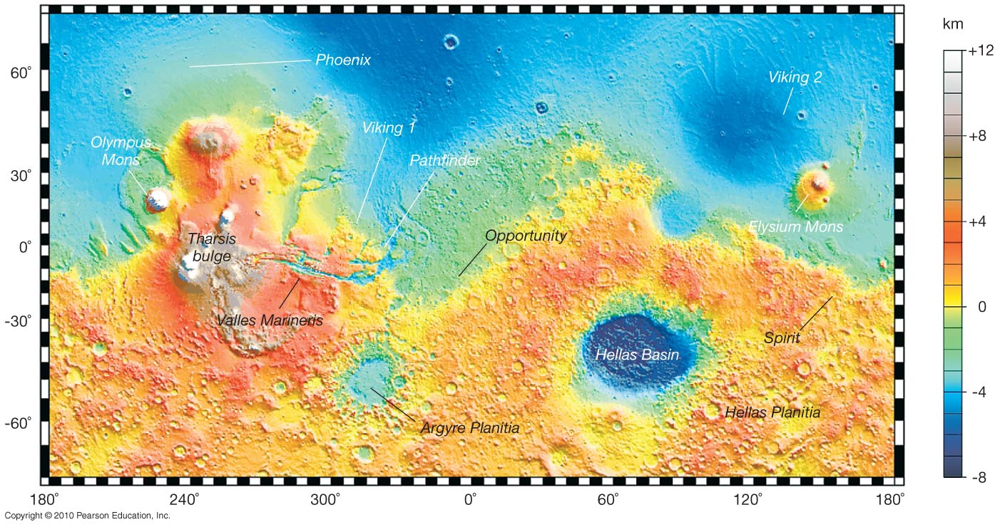 km
+12
+8
+4
0
-4
-8
60°
30°
0°
-30°
-60°
Phoenix
Viking 2
Viking 1
Olympus
Mons
Pathfinder
Elysium Mons
Opportunity
Tharsis
bulge
Valles Marineris
Spirit
Hellas Basin
Hellas Planitia
Argyre Planitia
180° 240° 300° 0° 60° 120° 180°
Copyright © 2010 Pearson Education, Inc.